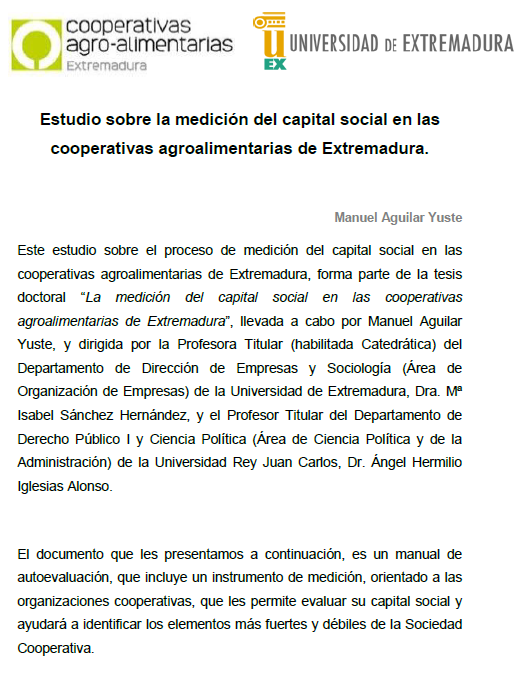 cooperativas
agro-alimentarias
Extremadura
UEX
UNIVERSIDAD DE EXTREMADURA
Estudio sobre la medición del capital social en las
cooperativas agroalimentarias de Extremadura.
Manuel Aguilar Yuste
Este estudio sobre el proceso de medición del capital social en las
cooperativas agroalimentarias de Extremadura, forma parte de la tesis
doctoral “La medición del capital social en las cooperativas
agroalimentarias de Extremadura”, llevada a cabo por Manuel Aguilar
Yuste, y dirigida por la Profesora Titular (habilitada Catedrática) del
Departamento de Dirección de Empresas y Sociología (Área de
Organización de Empresas) de la Universidad de Extremadura, Dra. Mª
Isabel Sánchez Hernández, y el Profesor Titular del Departamento de
Derecho Público I y Ciencia Política (Área de Ciencia Política y de la
Administración) de la Universidad Rey Juan Carlos, Dr. Ángel Hermilio
Iglesias Alonso.
El documento que les presentamos a continuación, es un manual de
autoevaluación, que incluye un instrumento de medición, orientado a las
organizaciones cooperativas, que les permite evaluar su capital social y
ayudará a identificar los elementos más fuertes y débiles de la Sociedad
Cooperativa.